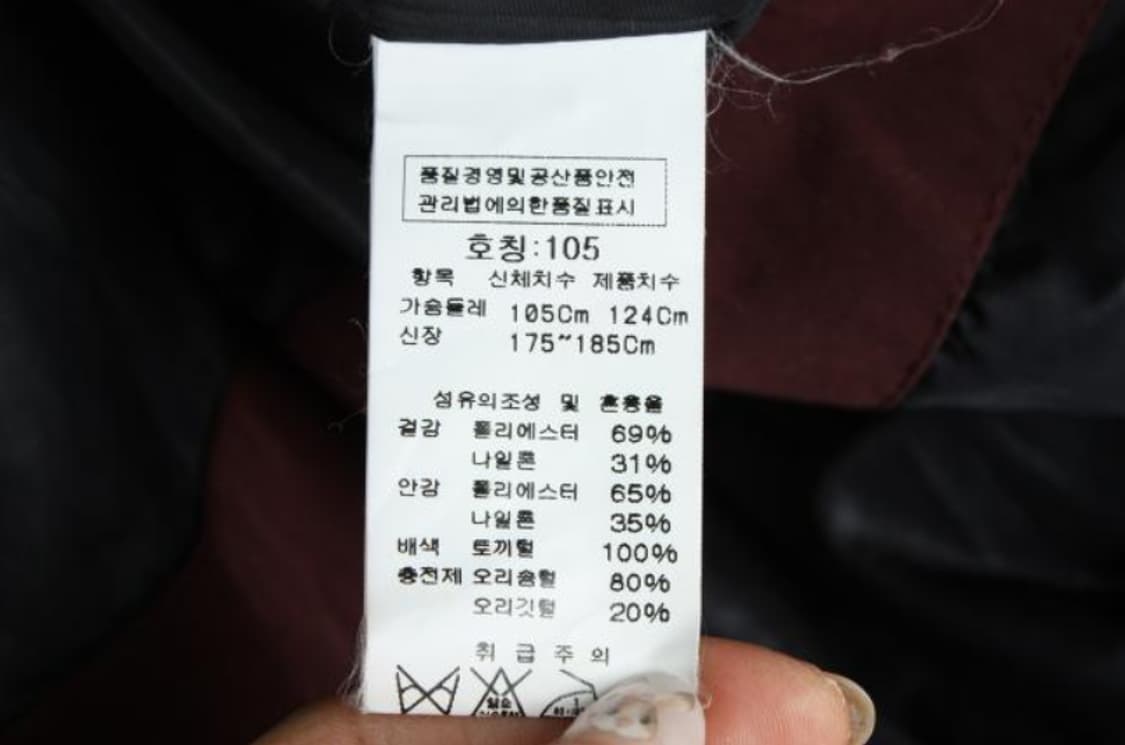 품질경영및공산품안전
관리법에의한품질표시
호칭:105
항목 신체치수 제품치수
가슴둘레 105Cm 124Cm
신장 175~185Cm
섬유의조성 및 혼용율
겉감 폴리에스터 69%
나일론 31%
안감 폴리에스터 65%
나일론 35%
배색 토끼털 100%
충전제 오리솜털 80%
오리깃털 20%
취급주의